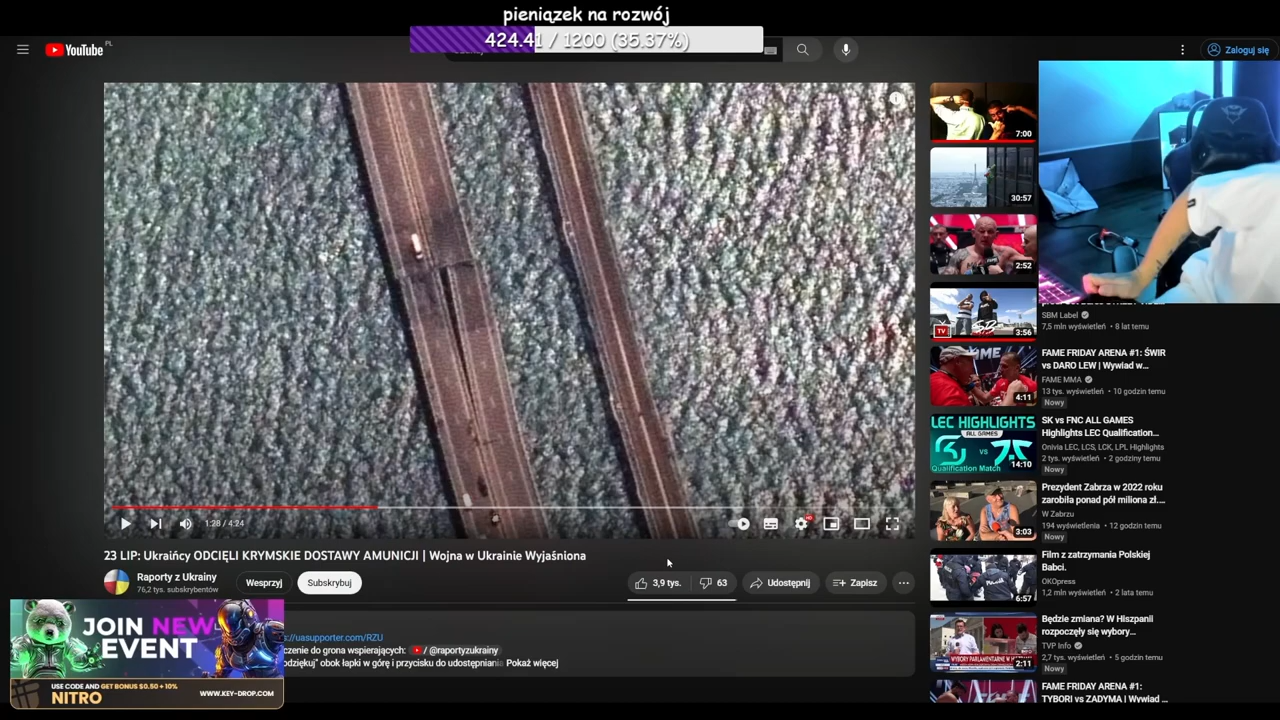 pieniązek na rozwój
424.41 / 1200 (35.37%)
YouTube PL
Zaloguj się
7:00
30:57
2:52
3:56
SBM Label
7,5 mln wyświetleń • 8 lat temu
FAME FRIDAY ARENA #1: ŚWIR
vs DARO LEW | Wywiad w...
FAME MMA
13 tys. wyświetleń • 10 godzin temu
Nowy
4:11
LEC HIGHLIGHTS
ALL GAMES
VS
Qualification Match
14:10
SK vs FNC ALL GAMES
Highlights LEC Qualification...
Onivia LEC, LCS, LCK, LPL Highlights
2 tys. wyświetleń • 2 godziny temu
Nowy
Prezydent Zabrza w 2022 roku
zarobiła ponad pół miliona zł....
W Zabrzu
194 wyświetlenia • 12 godzin temu
Nowy
3:03
Film z zatrzymania Polskiej
Babci.
OKOpress
1,2 mln wyświetleń • 2 lata temu
6:57
Będzie zmiana? W Hiszpanii
rozpoczęły się wybory...
TVP Info
2,7 tys. wyświetleń • 5 godzin temu
Nowy
WYBORY PARLAMENTARNE W HISZPANII
2:11
FAME FRIDAY ARENA #1:
TYBORI vs ZADYMA | Wywiad ...
1:28 / 4:24
23 LIP: Ukraińcy ODCIĘLI KRYMSKIE DOSTAWY AMUNICJI | Wojna w Ukrainie Wyjaśniona
Raporty z Ukrainy
76,2 tys. subskrybentów
Wesprzyj
Subskrybuj
3,9 tys.
63
Udostępnij
Zapisz
s://uasupporter.com/RZU
czenie do grona wspierających: /@raportyzukrainy
odziękuj" obok łapki w górę i przycisku do udostępniania Pokaż więcej
JOIN NEW
EVENT
USE CODE AND GET BONUS $0.50 + 10%
NITRO
WWW.KEY-DROP.COM